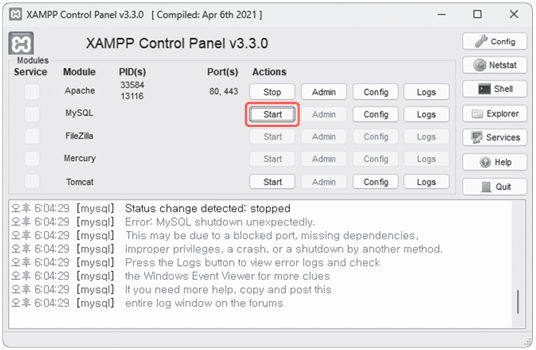 XAMPP Control Panel v3.3.0 [ Compiled: Apr 6th 2021 ]
XAMPP Control Panel v3.3.0
Config
Modules
Service Module PID(s) Port(s) Actions
Netstat
Apache 33584 13116 80, 443 Stop Admin Config Logs
Shell
MySQL Start Admin Config Logs
Explorer
FileZilla Start Admin Config Logs
Services
Mercury Start Admin Config Logs
Help
Tomcat Start Admin Config Logs
Quit
오후 6:04:29 [mysql] Status change detected: stopped
오후 6:04:29 [mysql] Error: MySQL shutdown unexpectedly.
오후 6:04:29 [mysql] This may be due to a blocked port, missing dependencies,
오후 6:04:29 [mysql] improper privileges, a crash, or a shutdown by another method.
오후 6:04:29 [mysql] Press the Logs button to view error logs and check
오후 6:04:29 [mysql] the Windows Event Viewer for more clues
오후 6:04:29 [mysql] If you need more help, copy and post this
오후 6:04:29 [mysql] entire log window on the forums